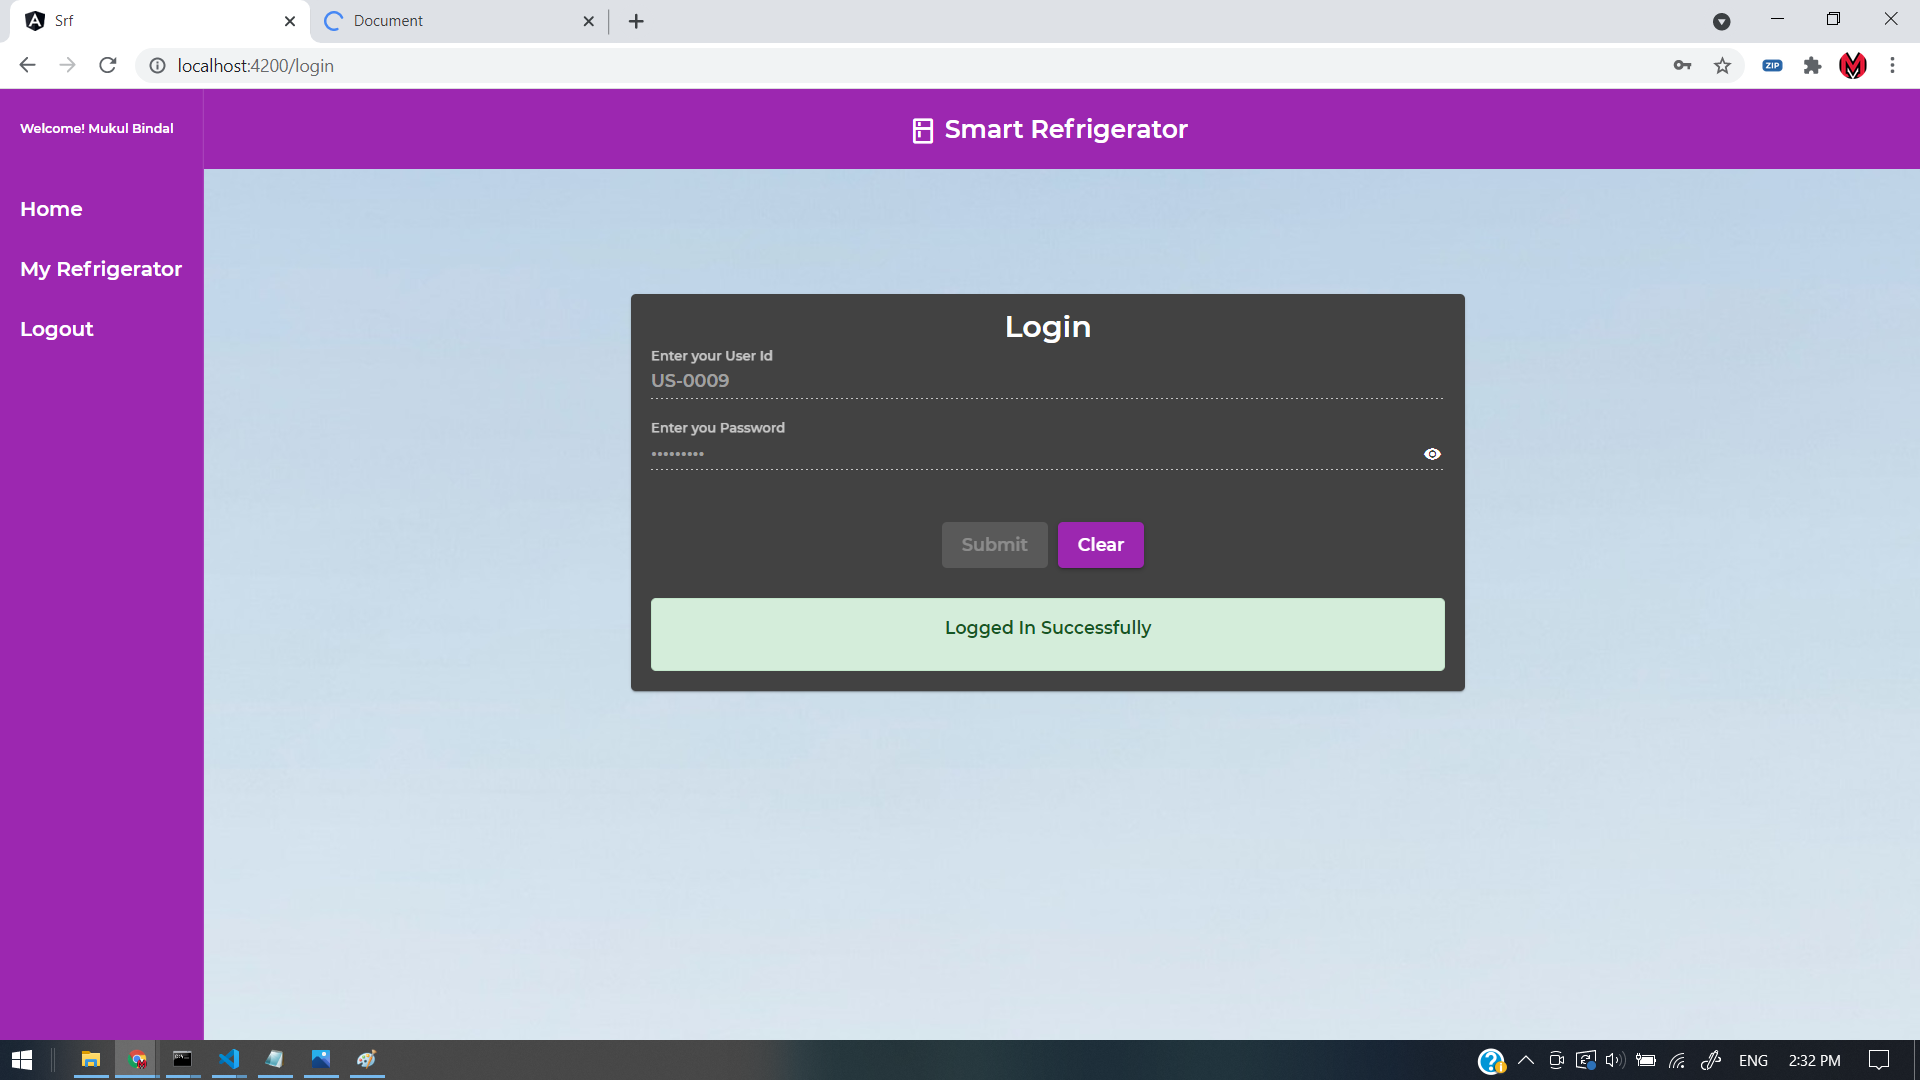 Srf
Document
localhost:4200/login
ZIP
Welcome! Mukul Bindal
Smart Refrigerator
Home
My Refrigerator
Logout
Login
Enter your User Id
US-0009
Enter you Password
•••••••••
Submit
Clear
Logged In Successfully
ENG
2:32 PM